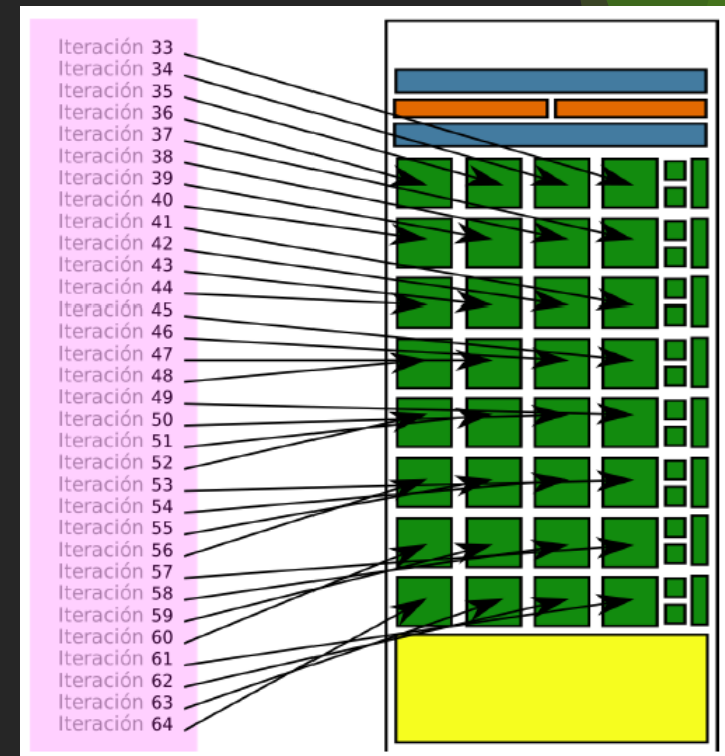 Iteración 33
Iteración 34
Iteración 35
Iteración 36
Iteración 37
Iteración 38
Iteración 39
Iteración 40
Iteración 41
Iteración 42
Iteración 43
Iteración 44
Iteración 45
Iteración 46
Iteración 47
Iteración 48
Iteración 49
Iteración 50
Iteración 51
Iteración 52
Iteración 53
Iteración 54
Iteración 55
Iteración 56
Iteración 57
Iteración 58
Iteración 59
Iteración 60
Iteración 61
Iteración 62
Iteración 63
Iteración 64